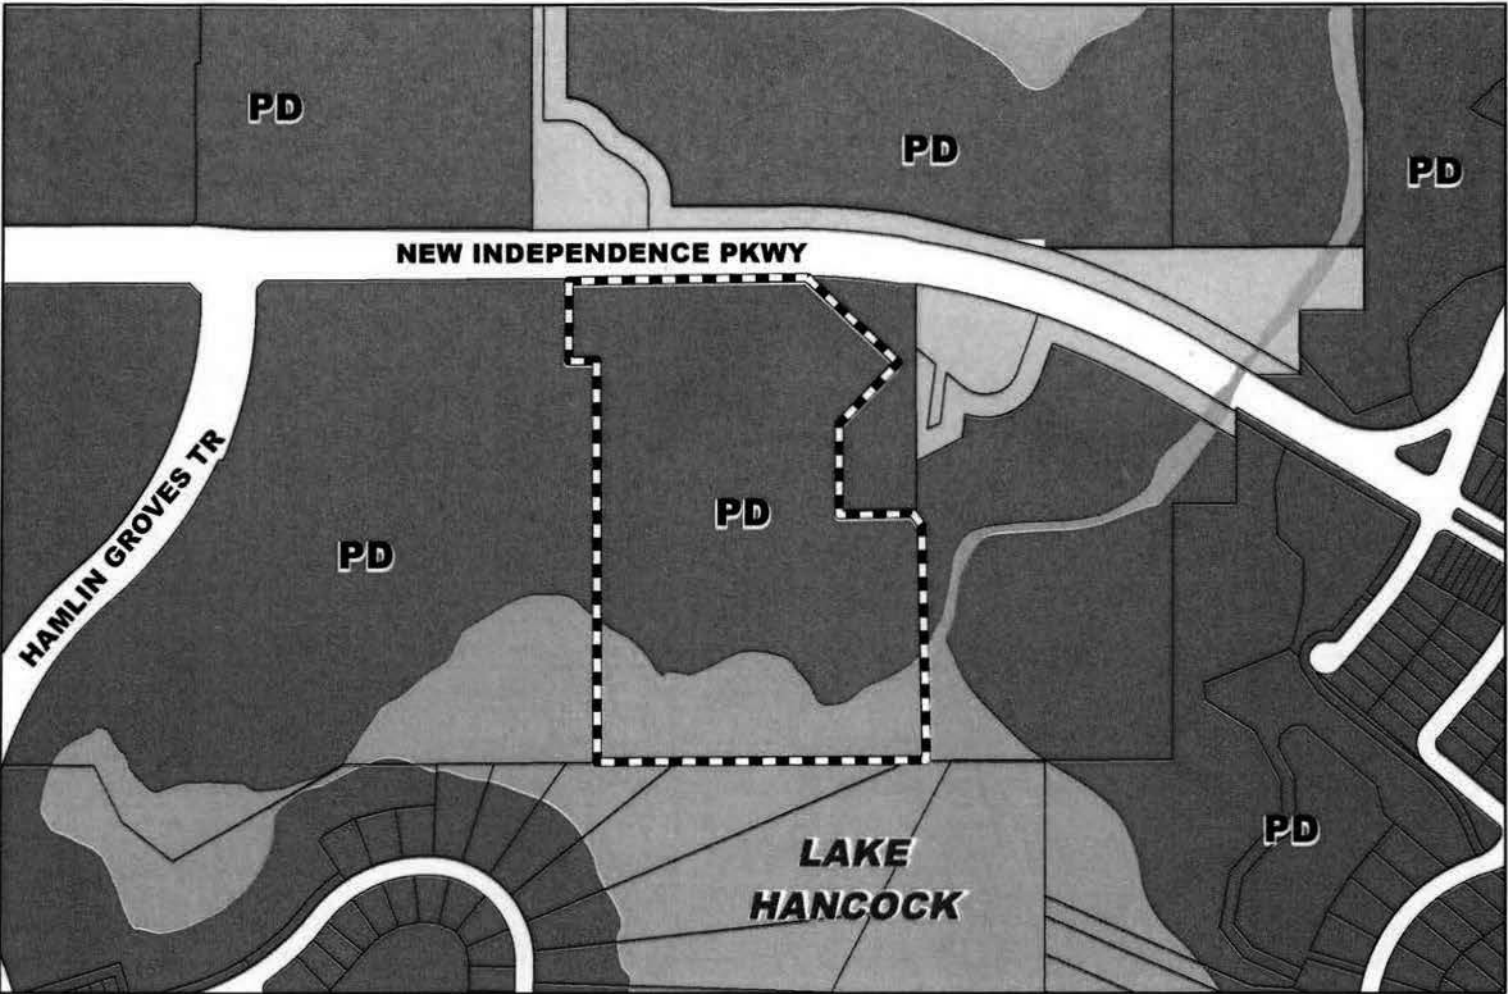 PD
PD
PD
NEW INDEPENDENCE PKWY
HAMLIN GROVES TR
PD
PD
PD
LAKE
HANCOCK